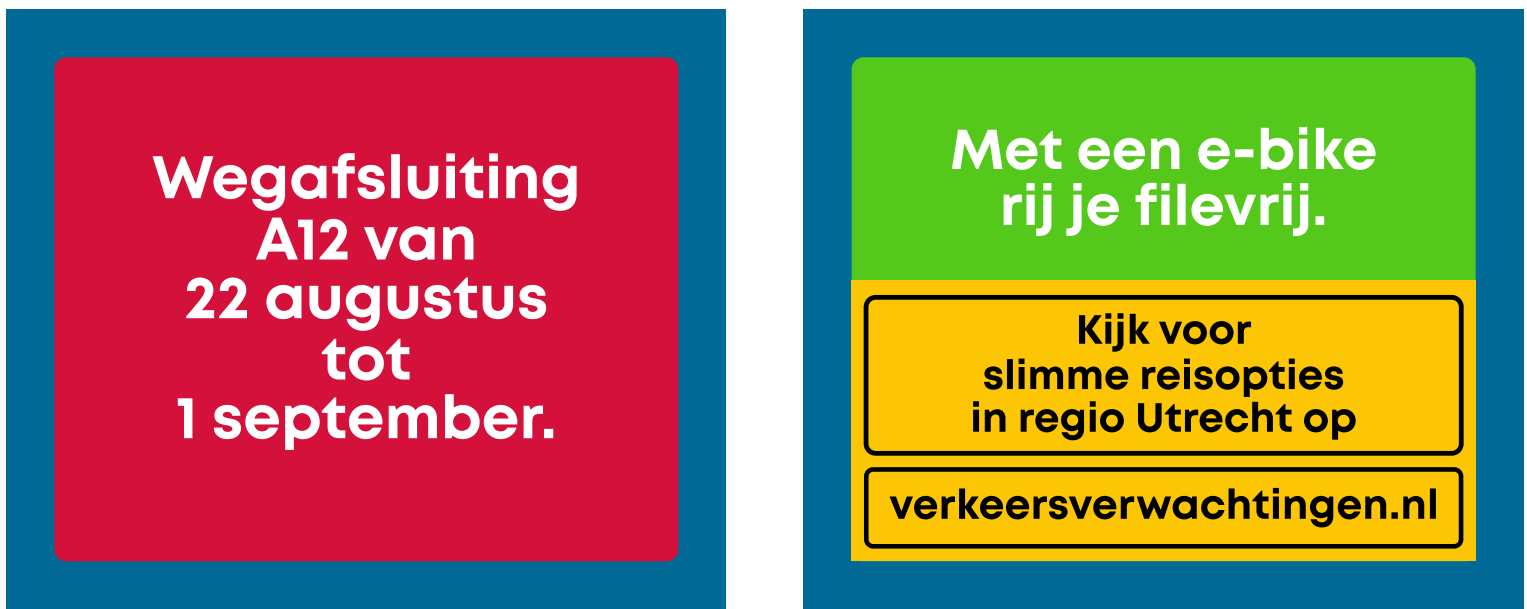 Wegafsluiting
A12 van
22 augustus
tot
1 september.
Met een e-bike
rij je filevrij.
Kijk voor
slimme reisopties
in regio Utrecht op
verkeersverwachtingen.nl